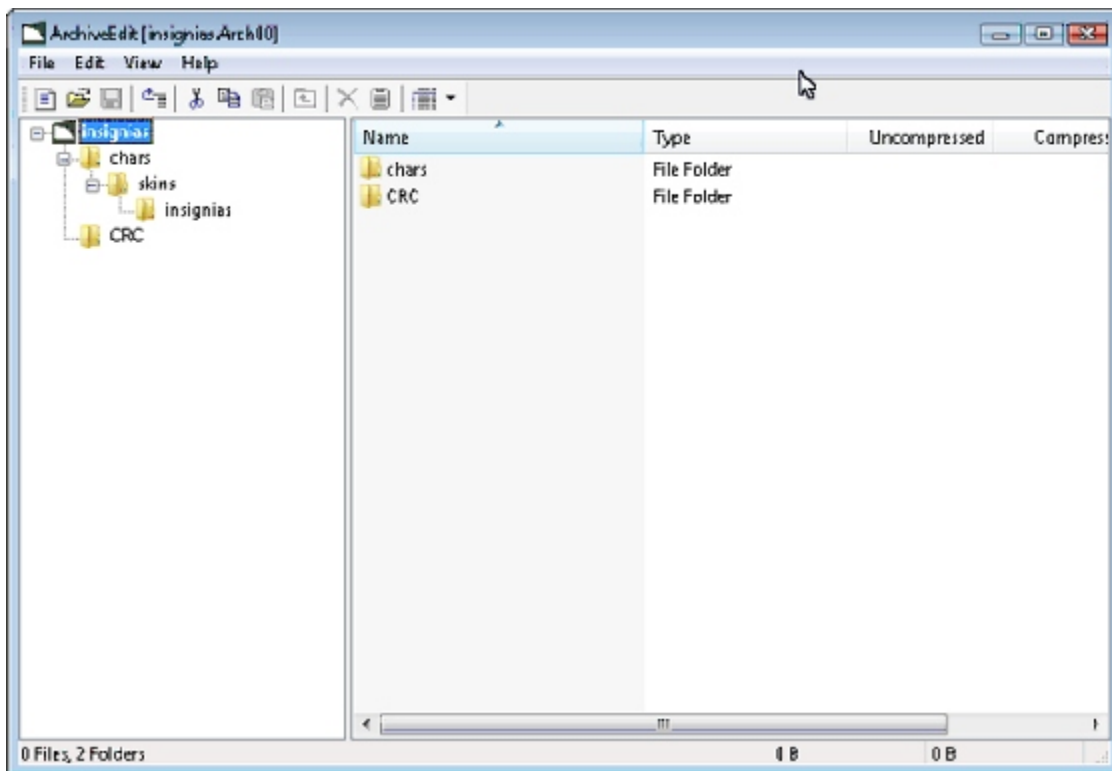 ArchiveEdit [insignias.Arch00]
File Edit View Help
insignias
chars
skins
insignias
CRC
Name Type Uncompressed Compres
chars File Folder
CRC File Folder
0 Files, 2 Folders 0 B 0 B